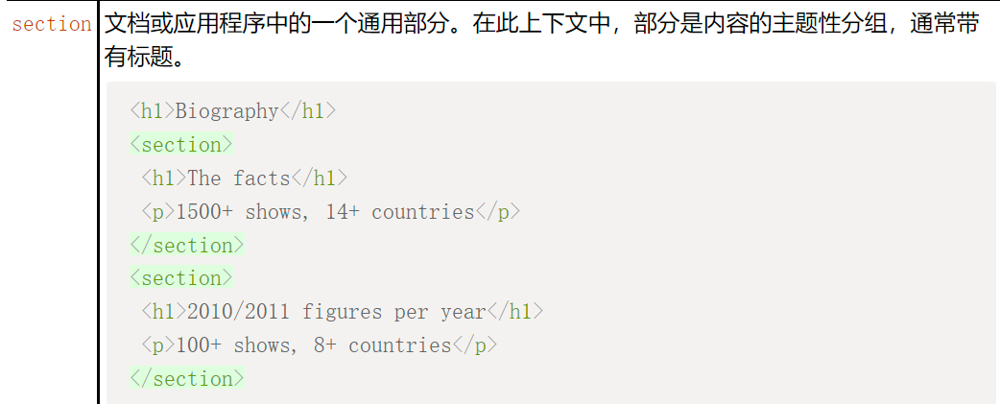 section
文档或应用程序中的一个通用部分。在此上下文中，部分是内容的主题性分组，通常带
有标题。
<h1>Biography</h1>
<section>
<h1>The facts</h1>
<p>1500+ shows, 14+ countries</p>
</section>
<section>
<h1>2010/2011 figures per year</h1>
<p>100+ shows, 8+ countries</p>
</section>